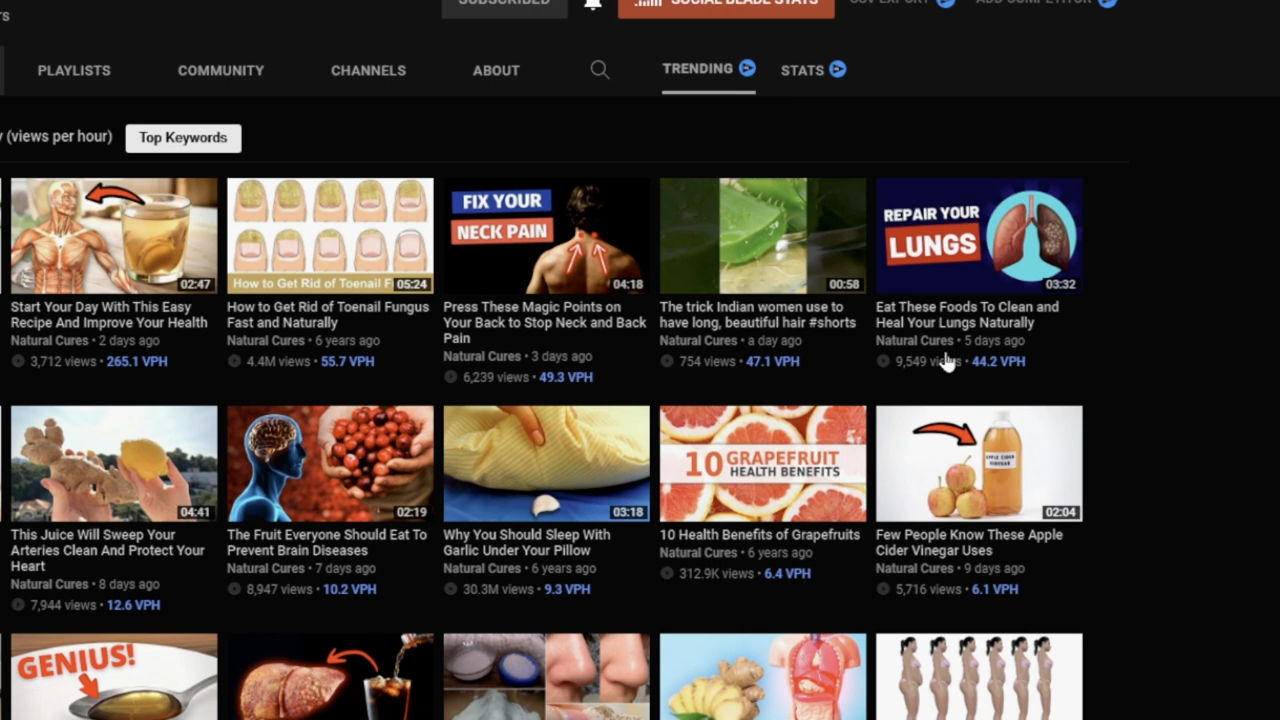 SUBSCRIBED
SOCIAL BLADE STATS
CSV EXPORT
ADD COMPETITOR
PLAYLISTS
COMMUNITY
CHANNELS
ABOUT
TRENDING
STATS
(views per hour)
Top Keywords
02:47
How to Get Rid of Toenail F
05:24
FIX YOUR
NECK PAIN
04:18
00:58
REPAIR YOUR
LUNGS
03:32
Start Your Day With This Easy
Recipe And Improve Your Health
Natural Cures • 2 days ago
3,712 views • 265.1 VPH
How to Get Rid of Toenail Fungus
Fast and Naturally
Natural Cures • 6 years ago
4.4M views • 55.7 VPH
Press These Magic Points on
Your Back to Stop Neck and Back
Pain
Natural Cures • 3 days ago
6,239 views • 49.3 VPH
The trick Indian women use to
have long, beautiful hair #shorts
Natural Cures • a day ago
754 views • 47.1 VPH
Eat These Foods To Clean and
Heal Your Lungs Naturally
Natural Cures • 5 days ago
9,549 views • 44.2 VPH
04:41
02:19
03:18
10 GRAPEFRUIT
HEALTH BENEFITS
APPLE CIDER
VINEGAR
02:04
This Juice Will Sweep Your
Arteries Clean And Protect Your
Heart
Natural Cures • 8 days ago
7,944 views • 12.6 VPH
The Fruit Everyone Should Eat To
Prevent Brain Diseases
Natural Cures • 7 days ago
8,947 views • 10.2 VPH
Why You Should Sleep With
Garlic Under Your Pillow
Natural Cures • 6 years ago
30.3M views • 9.3 VPH
10 Health Benefits of Grapefruits
Natural Cures • 6 years ago
312.9K views • 6.4 VPH
Few People Know These Apple
Cider Vinegar Uses
Natural Cures • 9 days ago
5,716 views • 6.1 VPH
GENIUS!